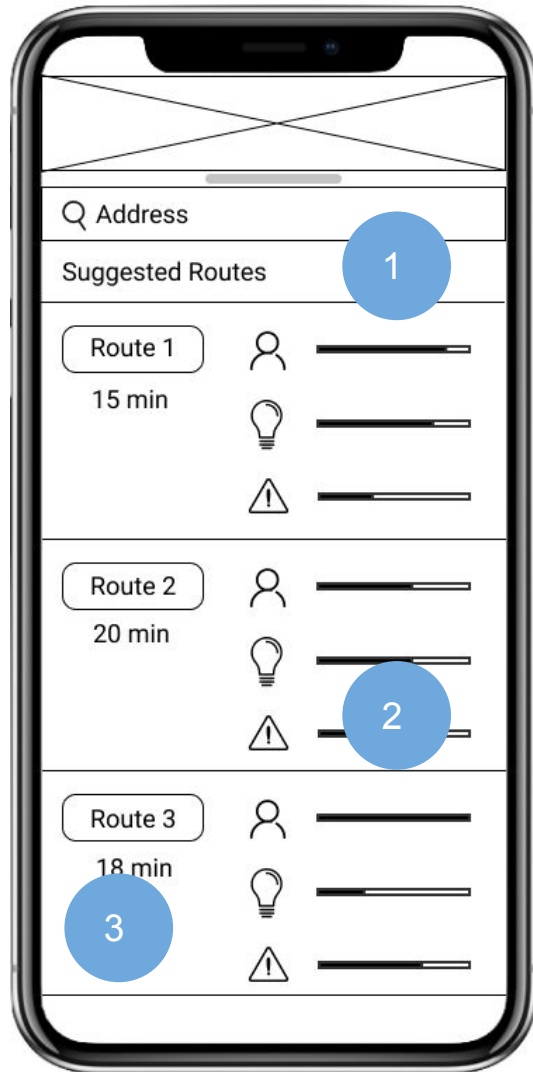 Address
1
Suggested Routes
Route 1
15 min
Route 2
20 min
2
Route 3
18 min
3